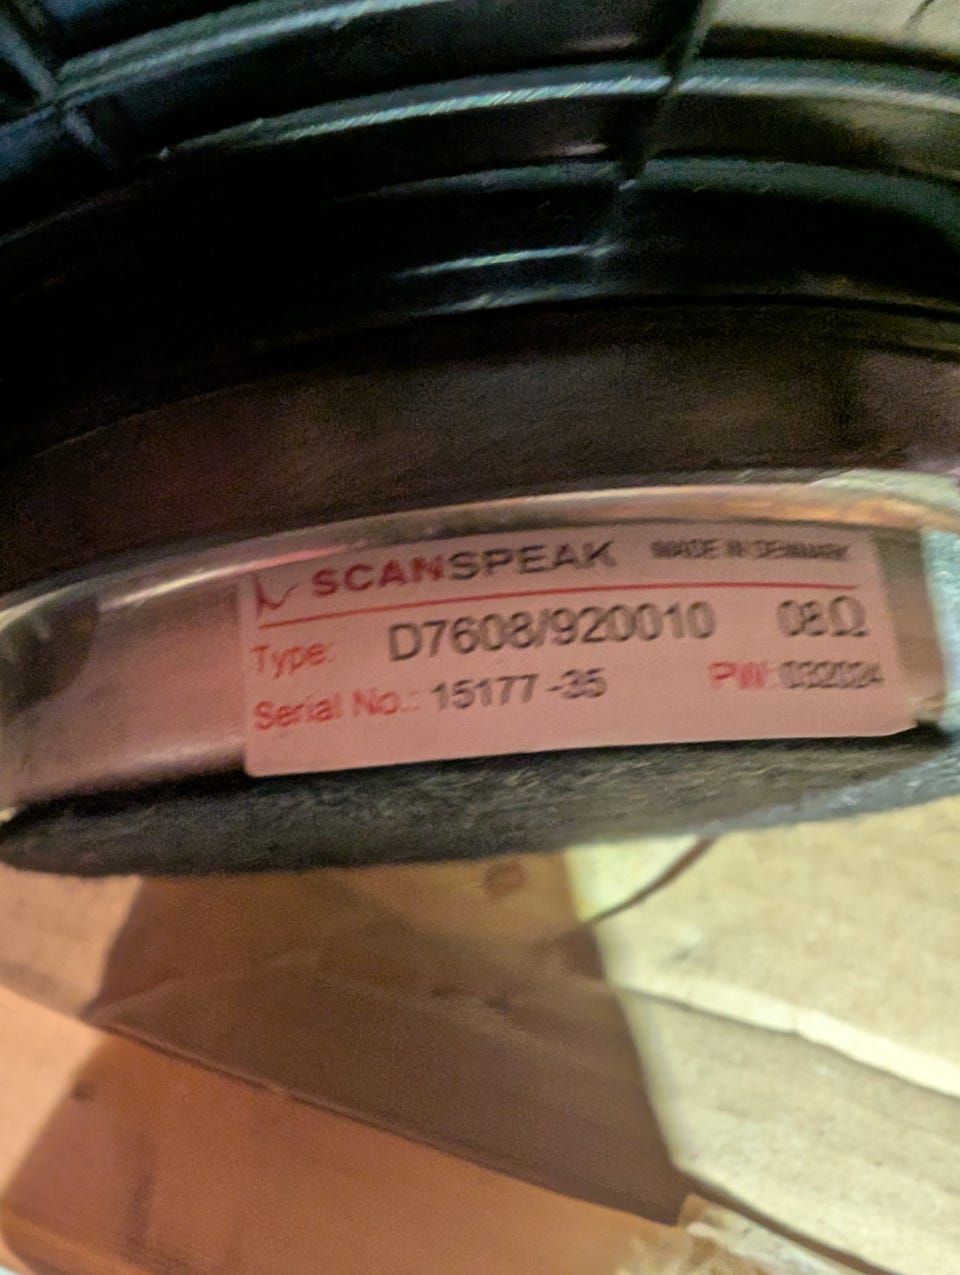 SCANSPEAK MADE IN DENMARK
Type: D7608/920010 08Ω
Serial No.: 15177-35 PW: 032024